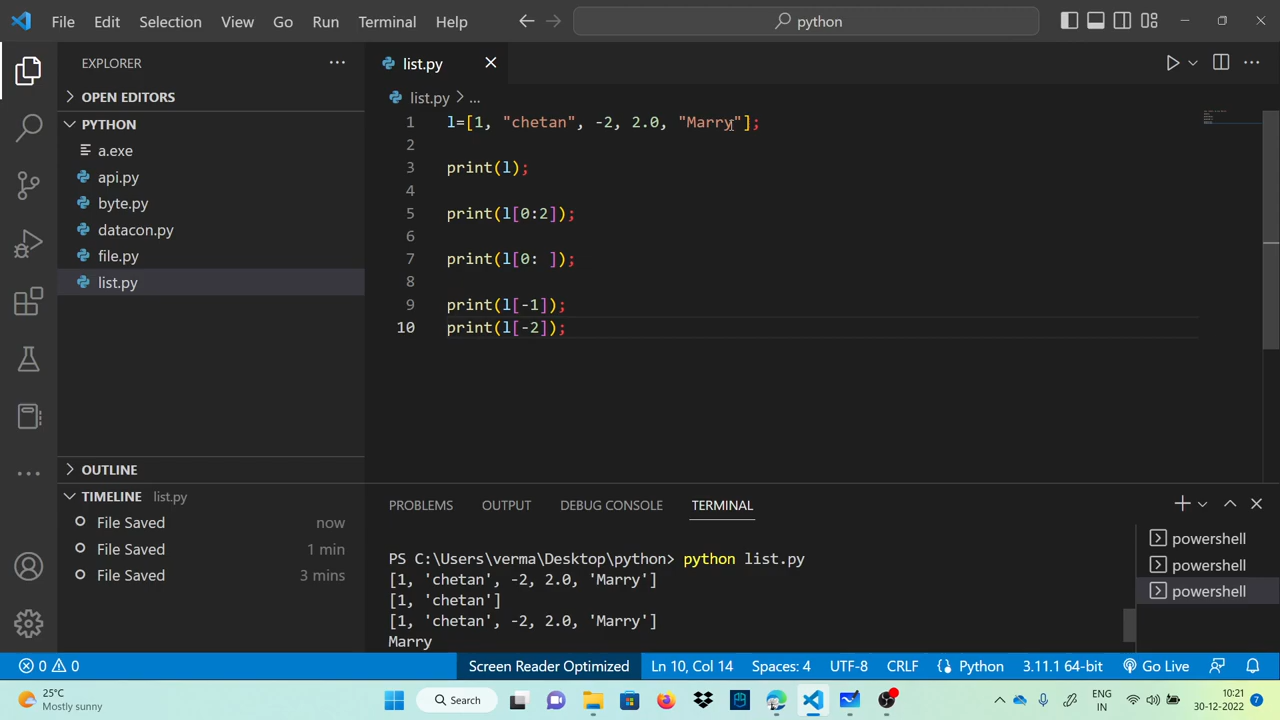 File Edit Selection View Go Run Terminal Help python
EXPLORER
OPEN EDITORS
PYTHON
a.exe
api.py
byte.py
datacon.py
file.py
list.py
OUTLINE
TIMELINE list.py
File Saved now
File Saved 1 min
File Saved 3 mins
list.py
list.py > ...
1 l=[1, "chetan", -2, 2.0, "Marry"];
2
3 print(l);
4
5 print(l[0:2]);
6
7 print(l[0: ]);
8
9 print(l[-1]);
10 print(l[-2]);
PROBLEMS OUTPUT DEBUG CONSOLE TERMINAL
PS C:\Users\verma\Desktop\python> python list.py
[1, 'chetan', -2, 2.0, 'Marry']
[1, 'chetan']
[1, 'chetan', -2, 2.0, 'Marry']
Marry
powershell
powershell
powershell
0 0 Screen Reader Optimized Ln 10, Col 14 Spaces: 4 UTF-8 CRLF Python 3.11.1 64-bit Go Live
25°C
Mostly sunny
Search
ENG
IN
10:21
30-12-2022
7